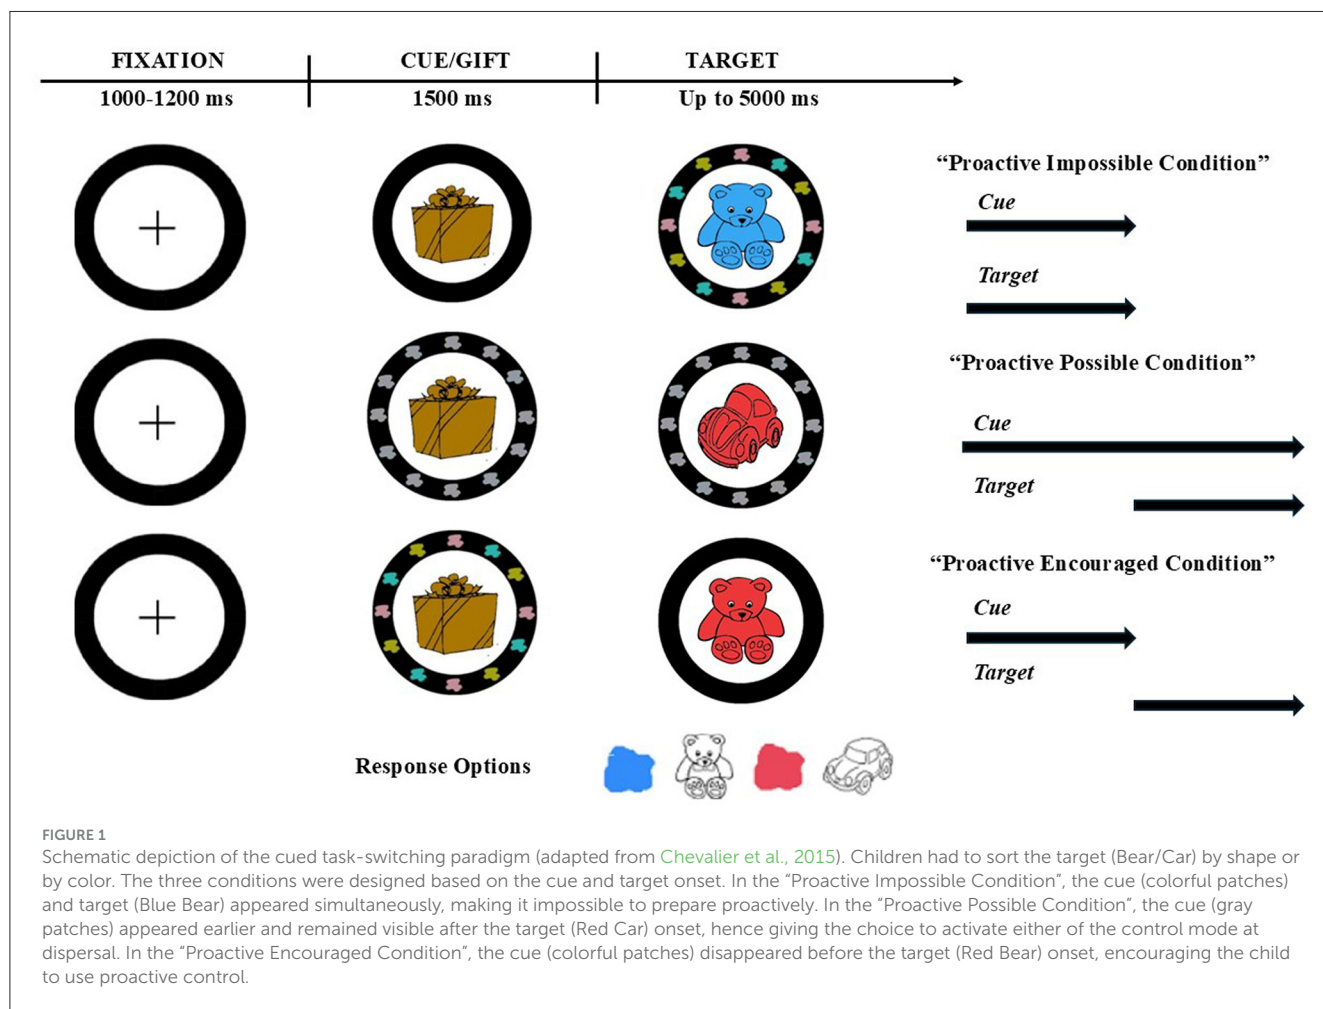 FIXATION CUE/GIFT TARGET
1000-1200 ms 1500 ms Up to 5000 ms
“Proactive Impossible Condition”
Cue
Target
“Proactive Possible Condition”
Cue
Target
“Proactive Encouraged Condition”
Cue
Target
Response Options
FIGURE 1
Schematic depiction of the cued task-switching paradigm (adapted from Chevalier et al., 2015). Children had to sort the target (Bear/Car) by shape or
by color. The three conditions were designed based on the cue and target onset. In the “Proactive Impossible Condition”, the cue (colorful patches)
and target (Blue Bear) appeared simultaneously, making it impossible to prepare proactively. In the “Proactive Possible Condition”, the cue (gray
patches) appeared earlier and remained visible after the target (Red Car) onset, hence giving the choice to activate either of the control mode at
dispersal. In the “Proactive Encouraged Condition”, the cue (colorful patches) disappeared before the target (Red Bear) onset, encouraging the child
to use proactive control.